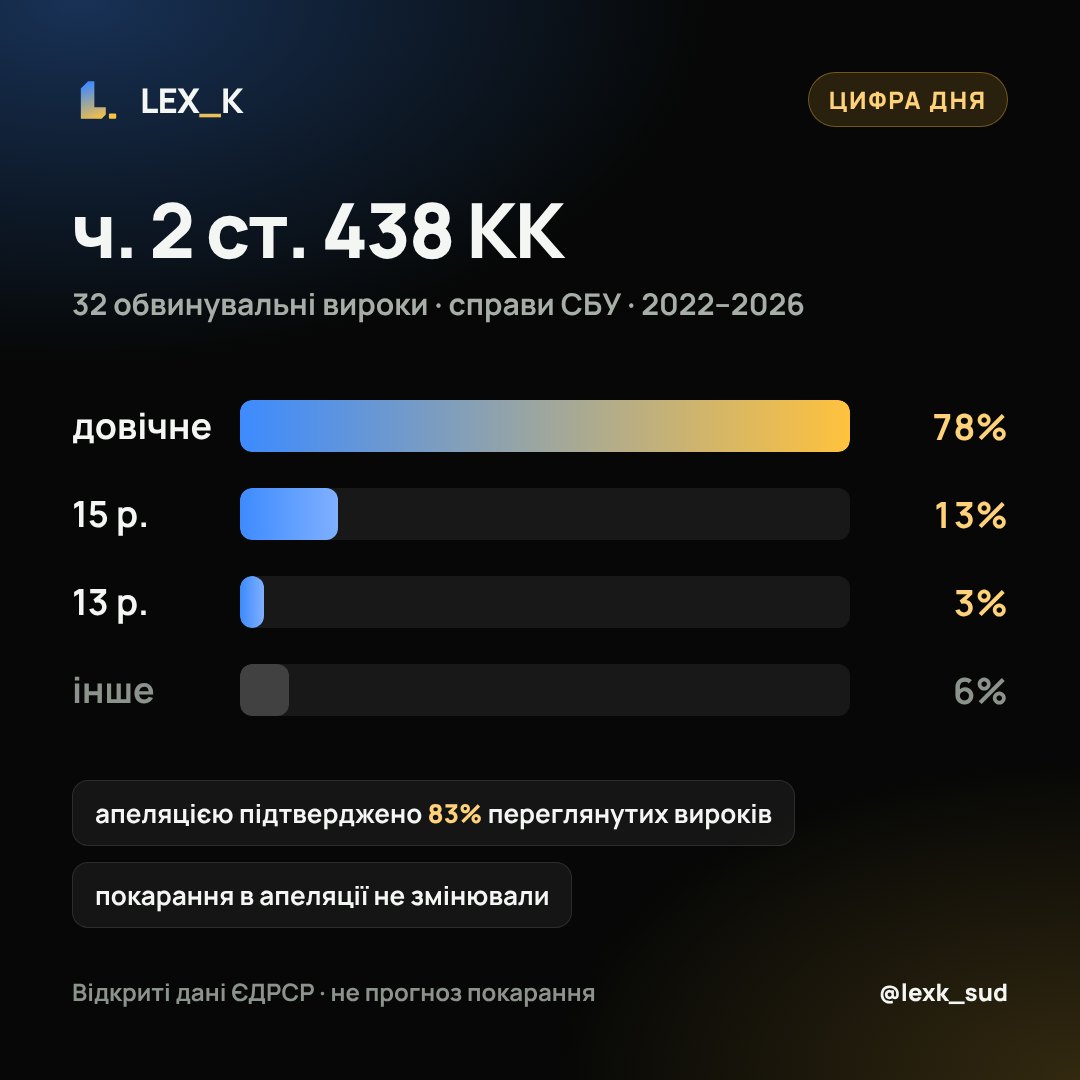 LEX_K
ЦИФРА ДНЯ
ч. 2 ст. 438 КК
32 обвинувальні вироки · справи СБУ · 2022–2026
довічне 78%
15 р. 13%
13 р. 3%
інше 6%
апеляцією підтверджено 83% переглянутих вироків
покарання в апеляції не змінювали
Відкриті дані ЄДРСР · не прогноз покарання
@lexk_sud